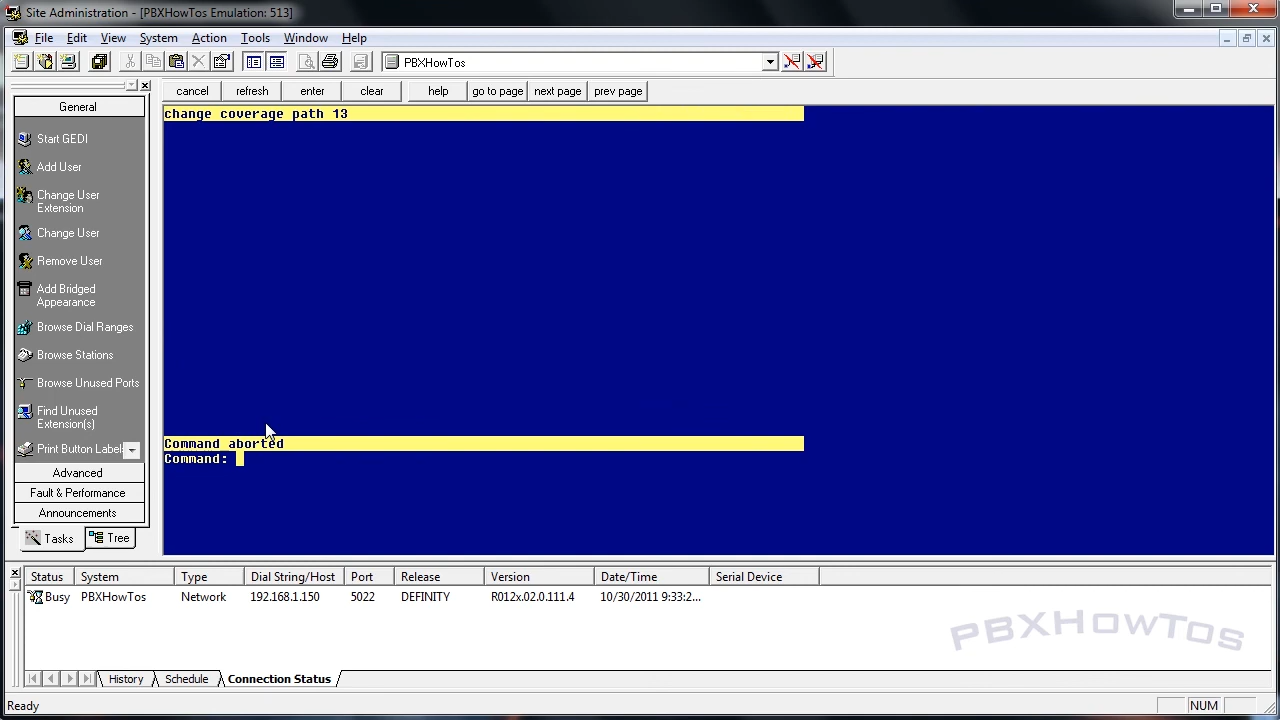 Site Administration - [PBXHowTos Emulation: 513]
File Edit View System Action Tools Window Help
PBXHowTos
cancel refresh enter clear help go to page next page prev page
General
Start GEDI
Add User
Change User
Extension
Change User
Remove User
Add Bridged
Appearance
Browse Dial Ranges
Browse Stations
Browse Unused Ports
Find Unused
Extension(s)
Print Button Label
Advanced
Fault & Performance
Announcements
Tasks Tree
change coverage path 13
Command aborted
Command:
Status System Type Dial String/Host Port Release Version Date/Time Serial Device
Busy PBXHowTos Network 192.168.1.150 5022 DEFINITY R012x.02.0.111.4 10/30/2011 9:33:2...
PBXHowTos
History Schedule Connection Status
Ready NUM